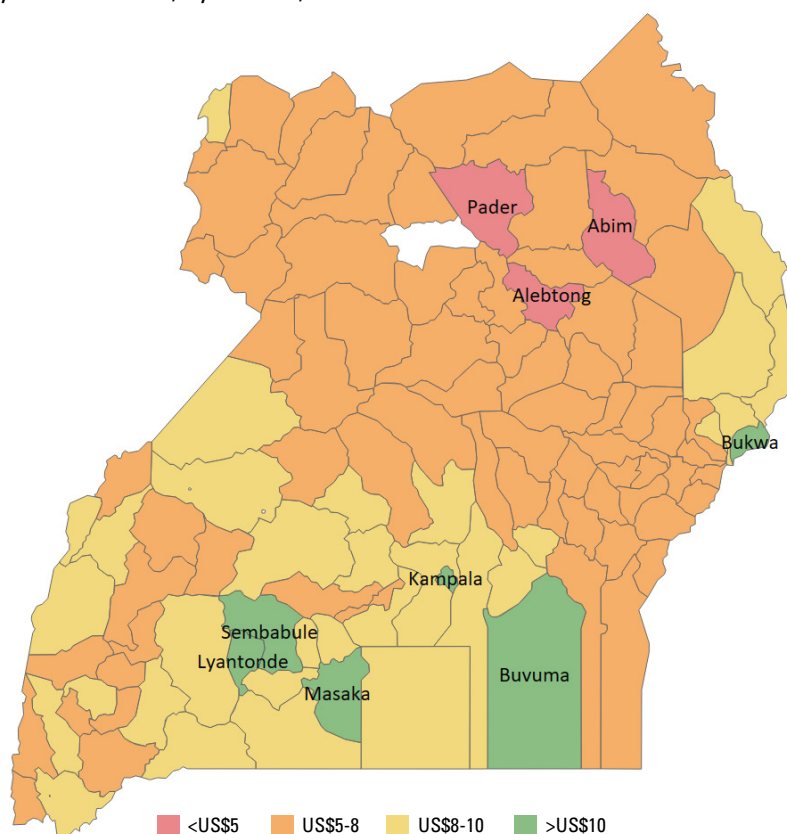 Pader
Abim
Alebtong
Bukwa
Kampala
Sembabule
Lyantonde
Masaka
Buvuma
<US$5 US$5-8 US$8-10 >US$10